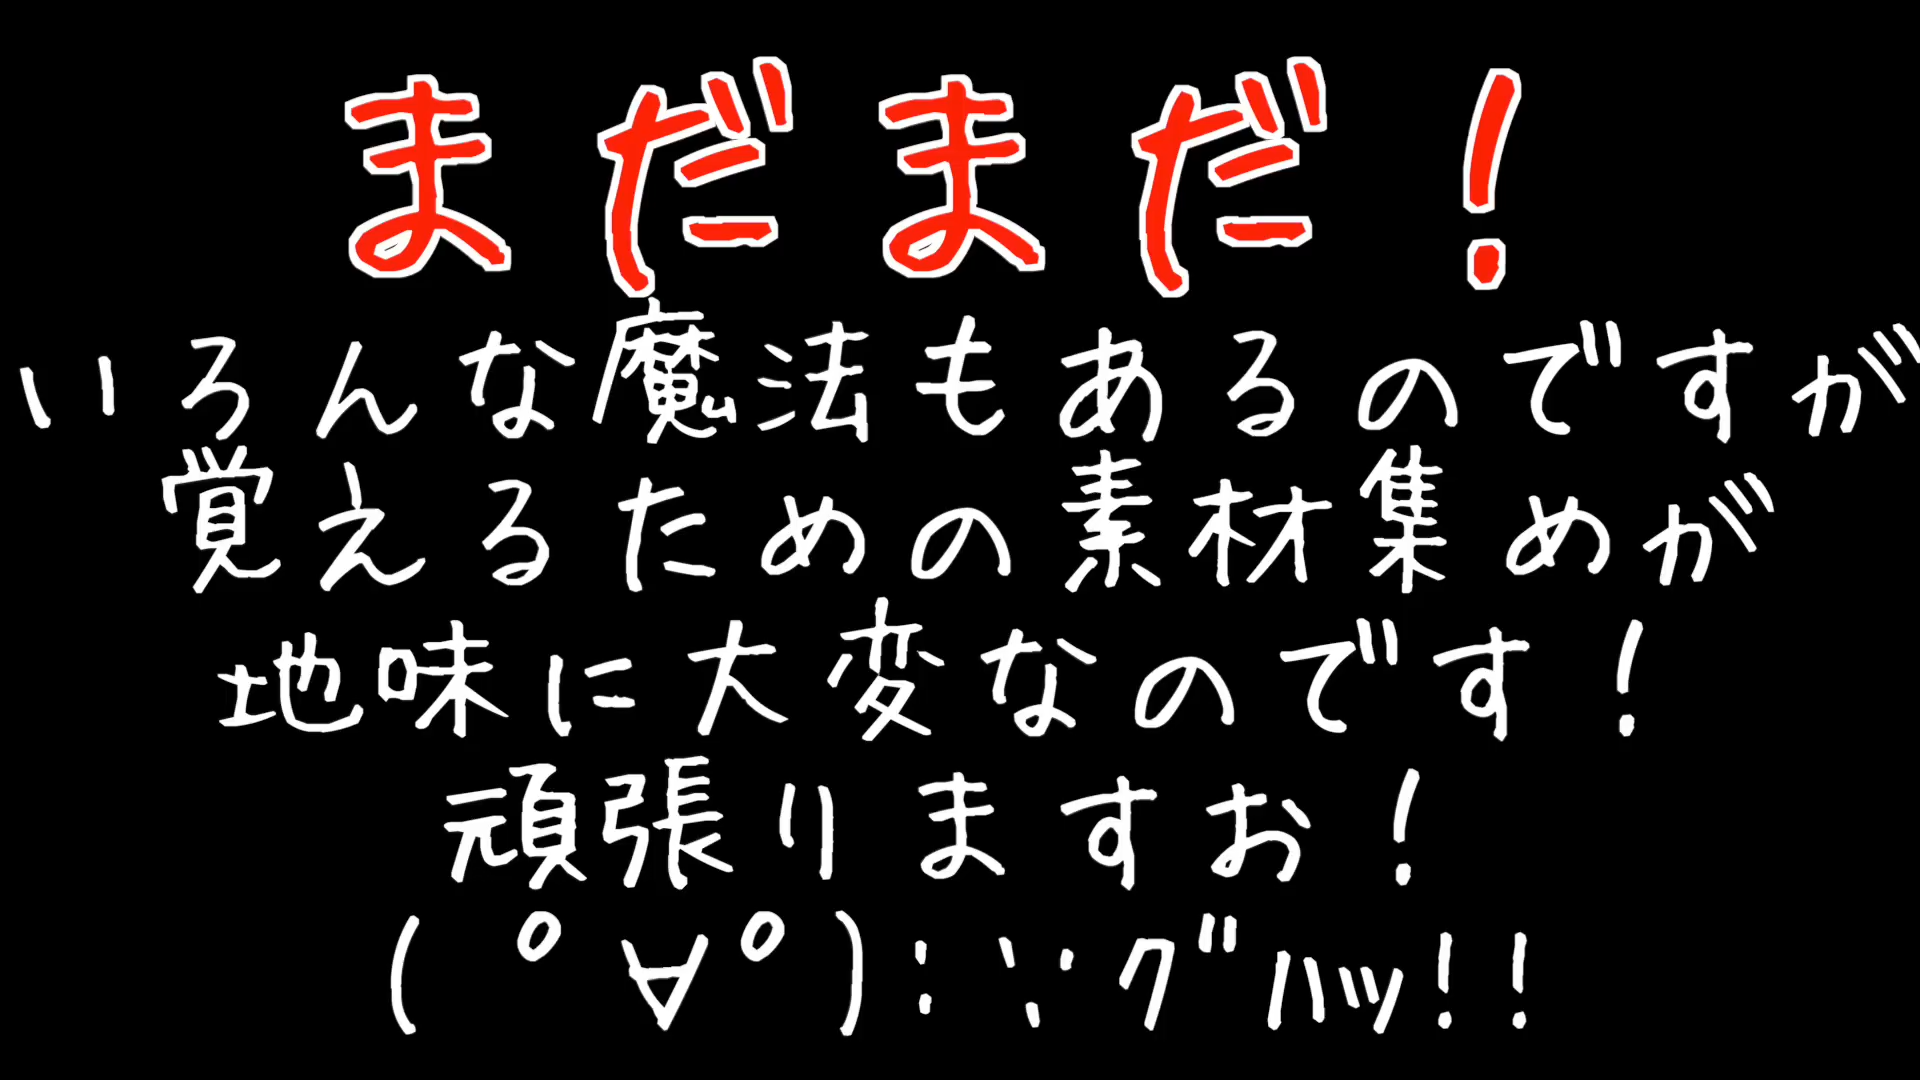 まだまだ！
いろんな魔法もあるのですが
覚えるための素材集めが
地味に大変なのです！
頑張りますお！
( ﾟ∀ﾟ):∵ｸﾞﾊｯ!!